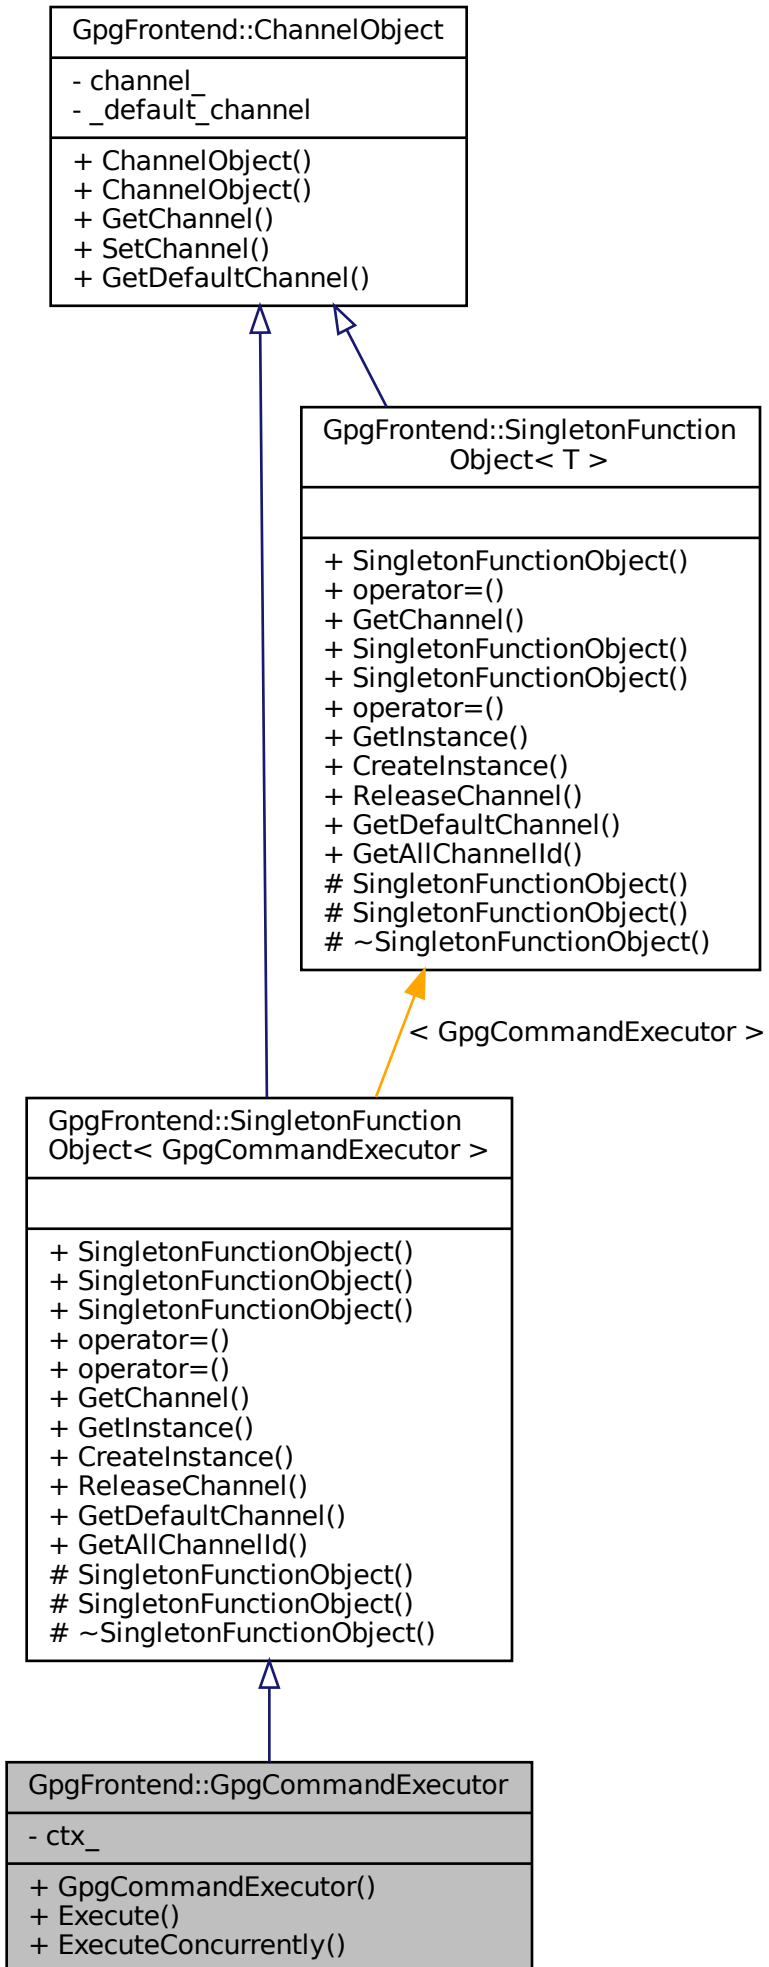 GpgFrontend::ChannelObject
- channel_
- _default_channel
+ ChannelObject()
+ ChannelObject()
+ GetChannel()
+ SetChannel()
+ GetDefaultChannel()
GpgFrontend::SingletonFunction
Object< T >
+ SingletonFunctionObject()
+ operator=()
+ GetChannel()
+ SingletonFunctionObject()
+ SingletonFunctionObject()
+ operator=()
+ GetInstance()
+ CreateInstance()
+ ReleaseChannel()
+ GetDefaultChannel()
+ GetAllChannelId()
# SingletonFunctionObject()
# SingletonFunctionObject()
# ~SingletonFunctionObject()
< GpgCommandExecutor >
GpgFrontend::SingletonFunction
Object< GpgCommandExecutor >
+ SingletonFunctionObject()
+ SingletonFunctionObject()
+ SingletonFunctionObject()
+ operator=()
+ operator=()
+ GetChannel()
+ GetInstance()
+ CreateInstance()
+ ReleaseChannel()
+ GetDefaultChannel()
+ GetAllChannelId()
# SingletonFunctionObject()
# SingletonFunctionObject()
# ~SingletonFunctionObject()
GpgFrontend::GpgCommandExecutor
- ctx_
+ GpgCommandExecutor()
+ Execute()
+ ExecuteConcurrently()